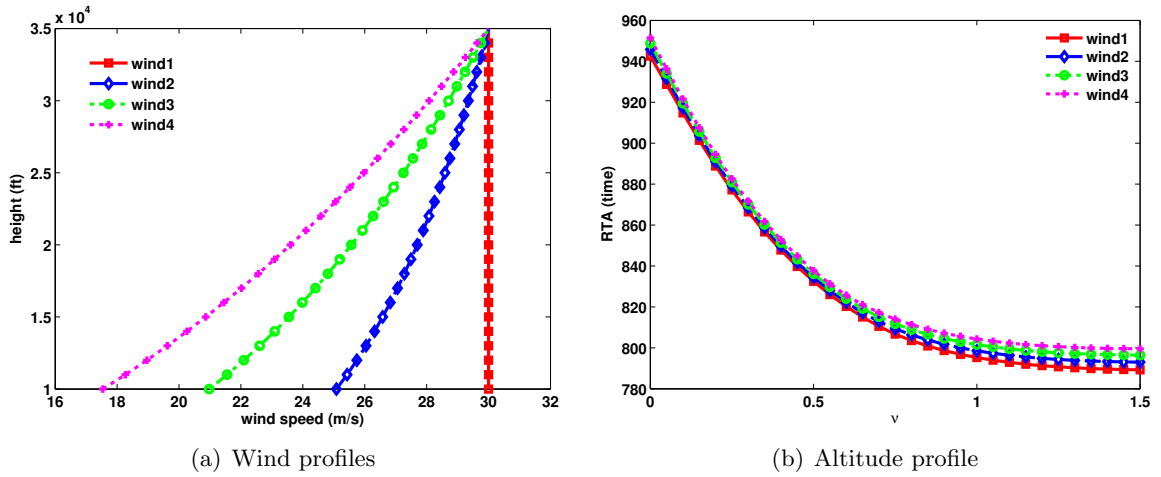 x 10^4
3.5
3
2.5
2
1.5
1
height (ft)
wind1
wind2
wind3
wind4
16 18 20 22 24 26 28 30 32
wind speed (m/s)
(a) Wind profiles
960
940
920
900
880
860
840
820
800
780
RTA (time)
wind1
wind2
wind3
wind4
0 0.5 1 1.5
ν
(b) Altitude profile